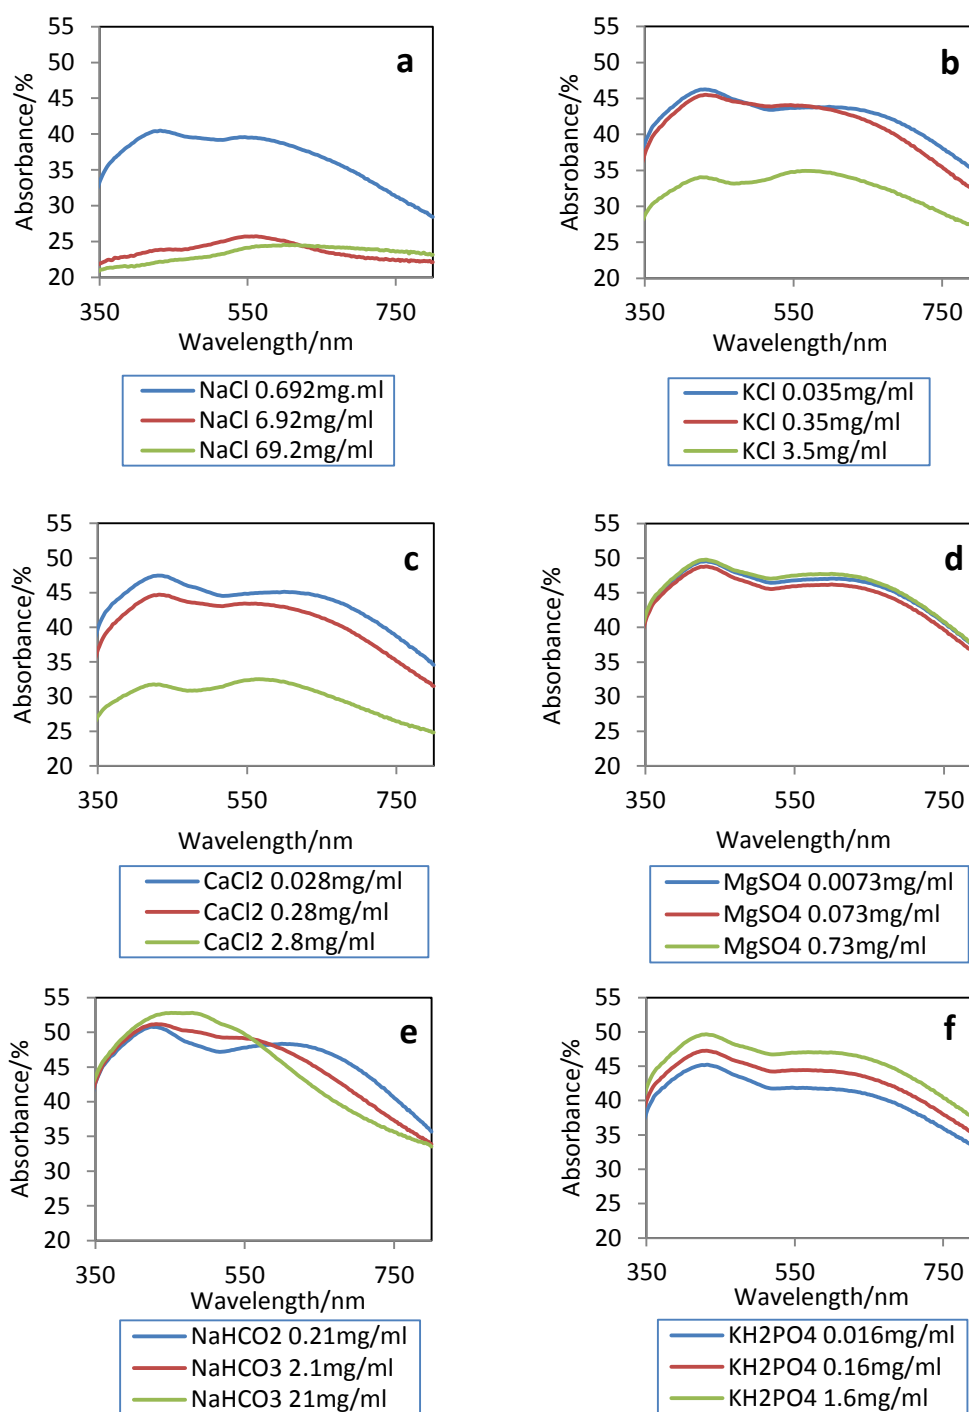 a
55
50
45
40
35
30
25
20
Absorbance/%
350 550 750
Wavelength/nm
NaCl 0.692mg.ml
NaCl 6.92mg/ml
NaCl 69.2mg/ml
b
55
50
45
40
35
30
25
20
Absrobance/%
350 550 750
Wavelength/nm
KCl 0.035mg/ml
KCl 0.35mg/ml
KCl 3.5mg/ml
c
55
50
45
40
35
30
25
20
Absorbance/%
350 550 750
Wavelength/nm
CaCl2 0.028mg/ml
CaCl2 0.28mg/ml
CaCl2 2.8mg/ml
d
55
50
45
40
35
30
25
20
Absorbance/%
350 550 750
Wavelength/nm
MgSO4 0.0073mg/ml
MgSO4 0.073mg/ml
MgSO4 0.73mg/ml
e
55
50
45
40
35
30
25
20
Absorbance/%
350 550 750
Wavelength/nm
NaHCO2 0.21mg/ml
NaHCO3 2.1mg/ml
NaHCO3 21mg/ml
f
55
50
45
40
35
30
25
20
Absorbance/%
350 550 750
Wavelength/nm
KH2PO4 0.016mg/ml
KH2PO4 0.16mg/ml
KH2PO4 1.6mg/ml